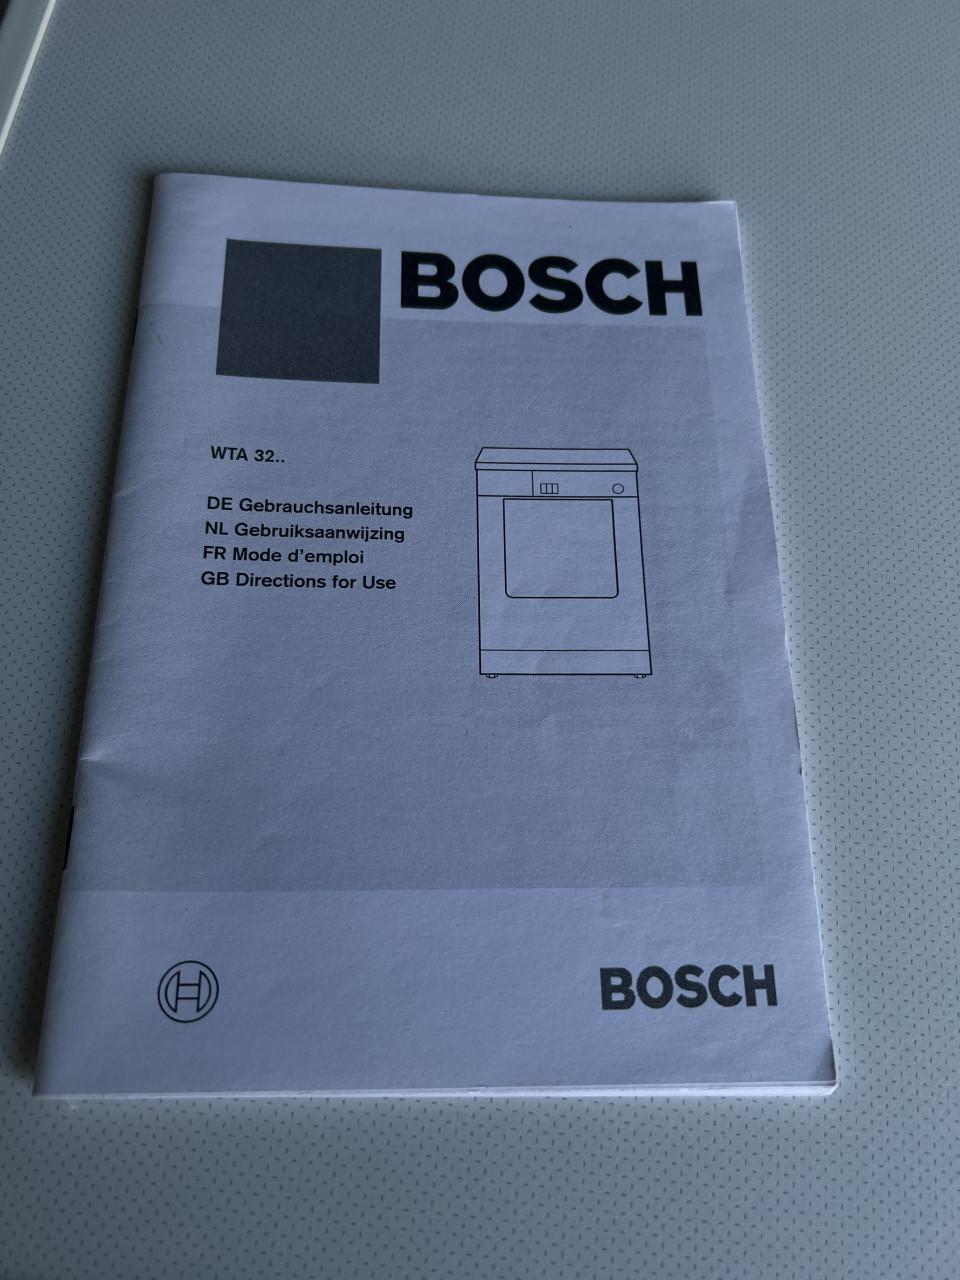 BOSCH
WTA 32..
DE Gebrauchsanleitung
NL Gebruiksaanwijzing
FR Mode d'emploi
GB Directions for Use
BOSCH